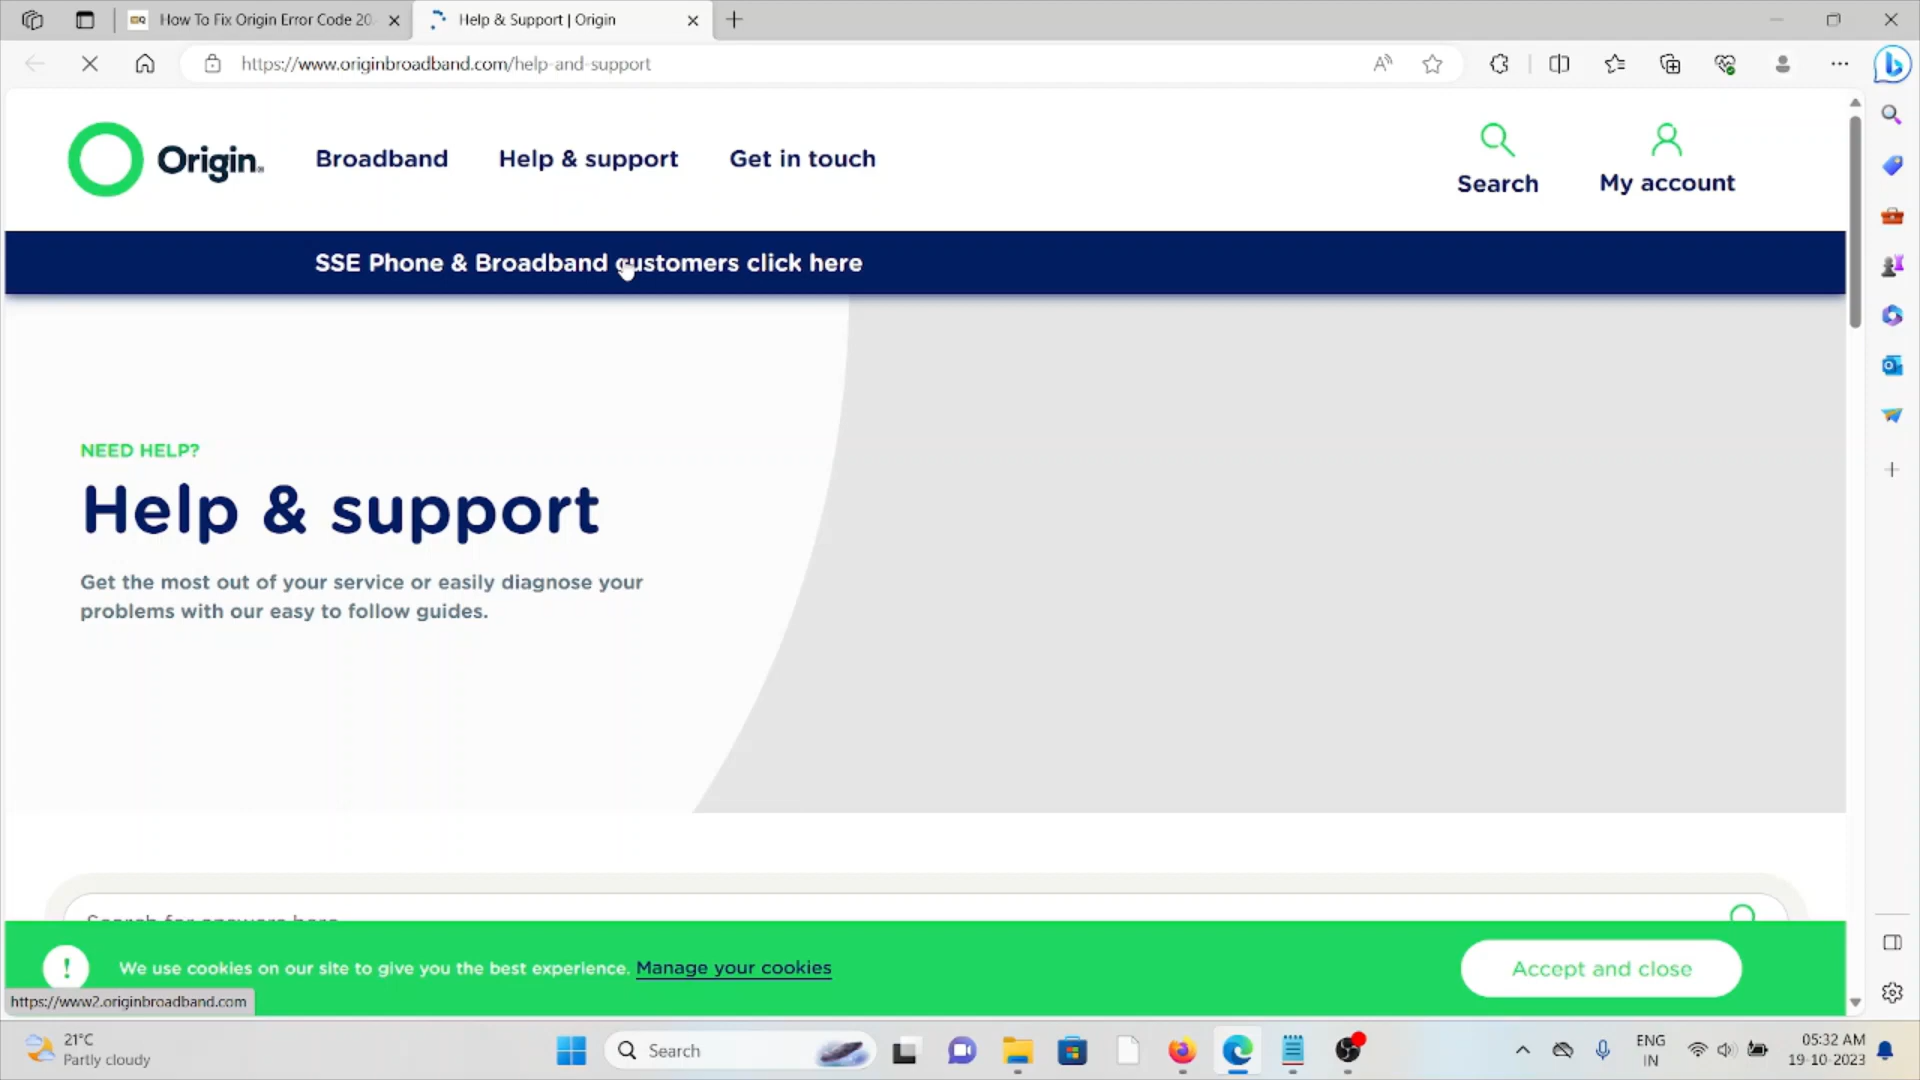 How To Fix Origin Error Code 20
Help & Support | Origin
https://www.originbroadband.com/help-and-support
Origin.
Broadband
Help & support
Get in touch
Search
My account
SSE Phone & Broadband customers click here
NEED HELP?
Help & support
Get the most out of your service or easily diagnose your
problems with our easy to follow guides.
Search for answers here
We use cookies on our site to give you the best experience. Manage your cookies
Accept and close
https://www2.originbroadband.com
21°C
Partly cloudy
Search
ENG
IN
05:32 AM
19-10-2023